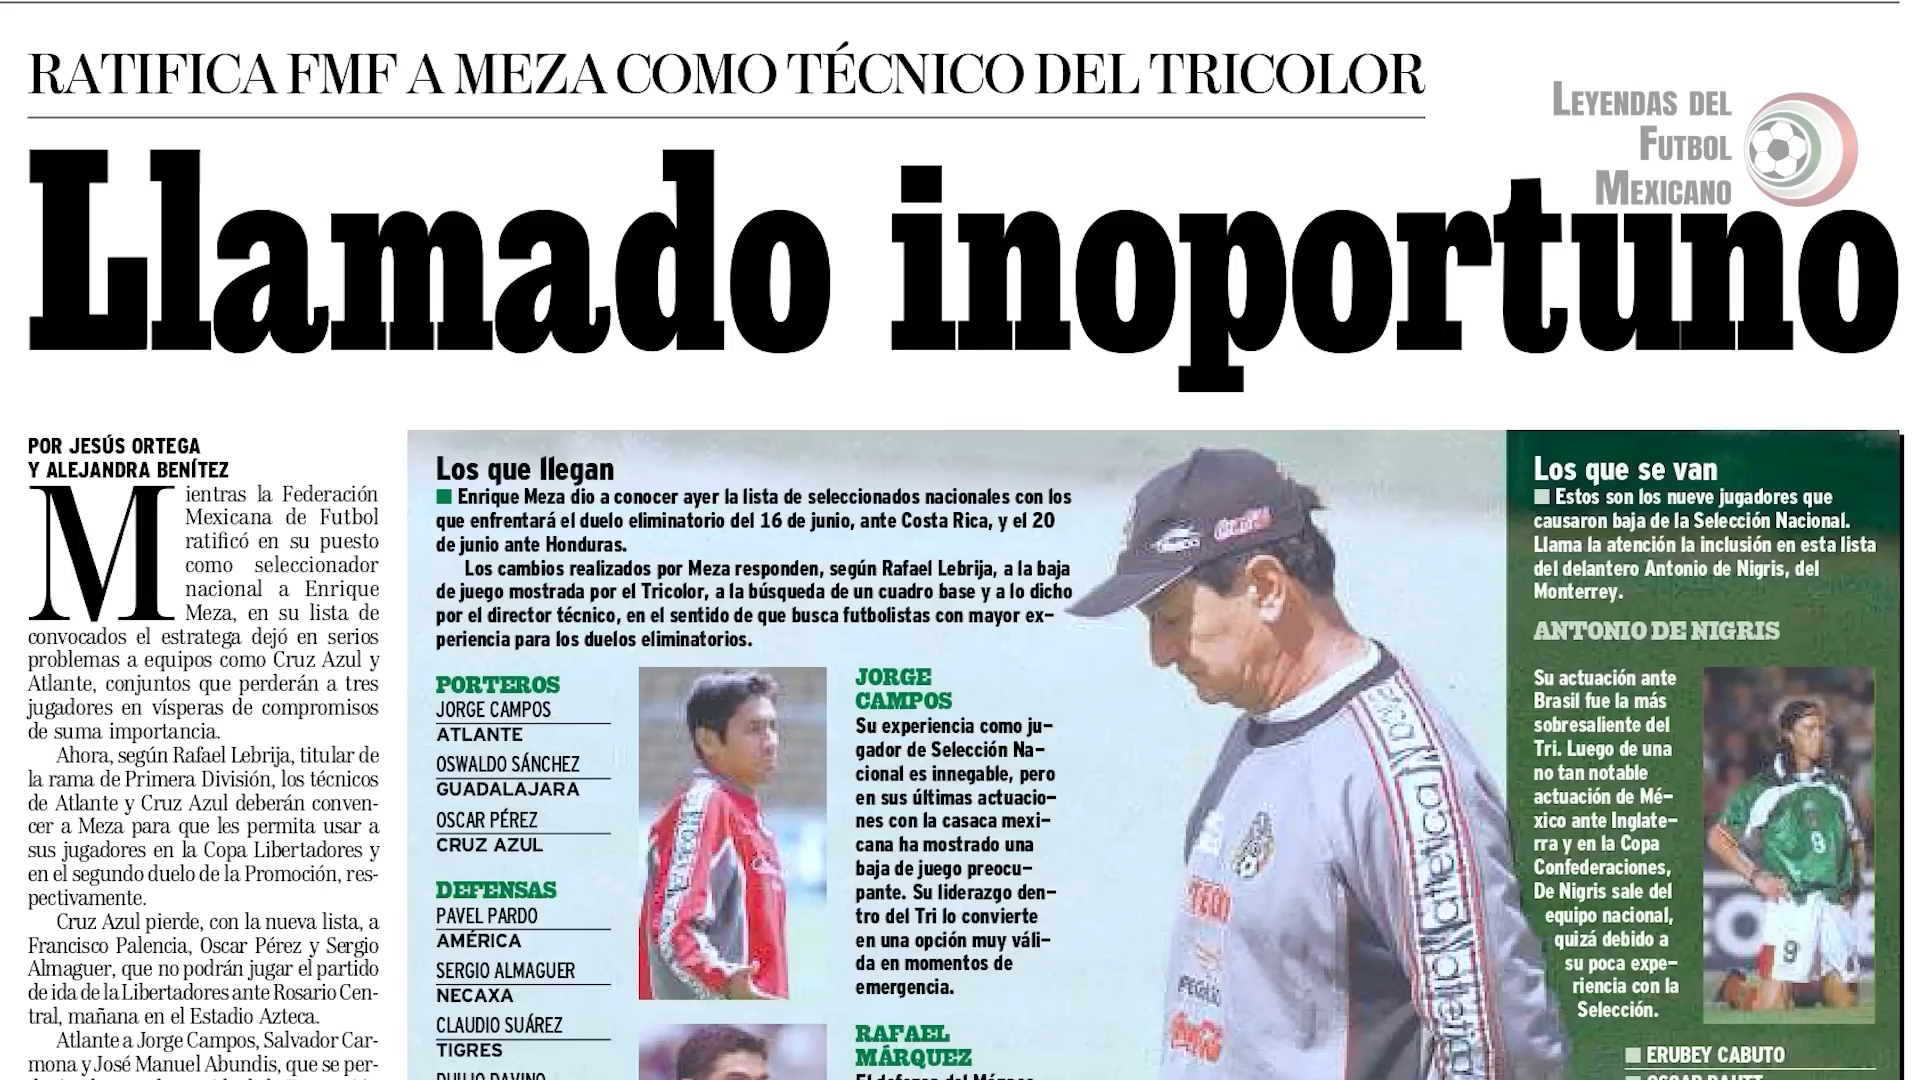 RATIFICA FMF A MEZA COMO TÉCNICO DEL TRICOLOR
LEYENDAS DEL
FUTBOL
MEXICANO
Llamado inoportuno
POR JESÚS ORTEGA
Y ALEJANDRA BENÍTEZ
Mientras la Federación
Mexicana de Futbol
ratificó en su puesto
como seleccionador
nacional a Enrique
Meza, en su lista de
convocados el estratega dejó en serios
problemas a equipos como Cruz Azul y
Atlante, conjuntos que perderán a tres
jugadores en vísperas de compromisos
de suma importancia.
Ahora, según Rafael Lebrija, titular de
la rama de Primera División, los técnicos
de Atlante y Cruz Azul deberán conven-
cer a Meza para que les permita usar a
sus jugadores en la Copa Libertadores y
en el segundo duelo de la Promoción, res-
pectivamente.
Cruz Azul pierde, con la nueva lista, a
Francisco Palencia, Oscar Pérez y Sergio
Almaguer, que no podrán jugar el partido
de ida de la Libertadores ante Rosario Cen-
tral, mañana en el Estadio Azteca.
Atlante a Jorge Campos, Salvador Car-
mona y José Manuel Abundis, que se per-
Los que llegan
Enrique Meza dio a conocer ayer la lista de seleccionados nacionales con los
que enfrentará el duelo eliminatorio del 16 de junio, ante Costa Rica, y el 20
de junio ante Honduras.
Los cambios realizados por Meza responden, según Rafael Lebrija, a la baja
de juego mostrada por el Tricolor, a la búsqueda de un cuadro base y a lo dicho
por el director técnico, en el sentido de que busca futbolistas con mayor ex-
periencia para los duelos eliminatorios.
PORTEROS
JORGE CAMPOS
ATLANTE
OSWALDO SÁNCHEZ
GUADALAJARA
OSCAR PÉREZ
CRUZ AZUL
DEFENSAS
PAVEL PARDO
AMÉRICA
SERGIO ALMAGUER
NECAXA
CLAUDIO SUÁREZ
TIGRES
DUILIO DAVINO
JORGE
CAMPOS
Su experiencia como ju-
gador de Selección Na-
cional es innegable, pero
en sus últimas actuacio-
nes con la casaca mexi-
cana ha mostrado una
baja de juego preocu-
pante. Su liderazgo den-
tro del Tri lo convierte
en una opción muy váli-
da en momentos de
emergencia.
RAFAEL
MÁRQUEZ
El defensa del Mónaco
Los que se van
Estos son los nueve jugadores que
causaron baja de la Selección Nacional.
Llama la atención la inclusión en esta lista
del delantero Antonio de Nigris, del
Monterrey.
ANTONIO DE NIGRIS
Su actuación ante
Brasil fue la más
sobresaliente del
Tri. Luego de una
no tan notable
actuación de Mé-
xico ante Inglate-
rra y en la Copa
Confederaciones,
De Nigris sale del
equipo nacional,
quizá debido a
su poca expe-
riencia con la
Selección.
9
9
ERUBEY CABUTO